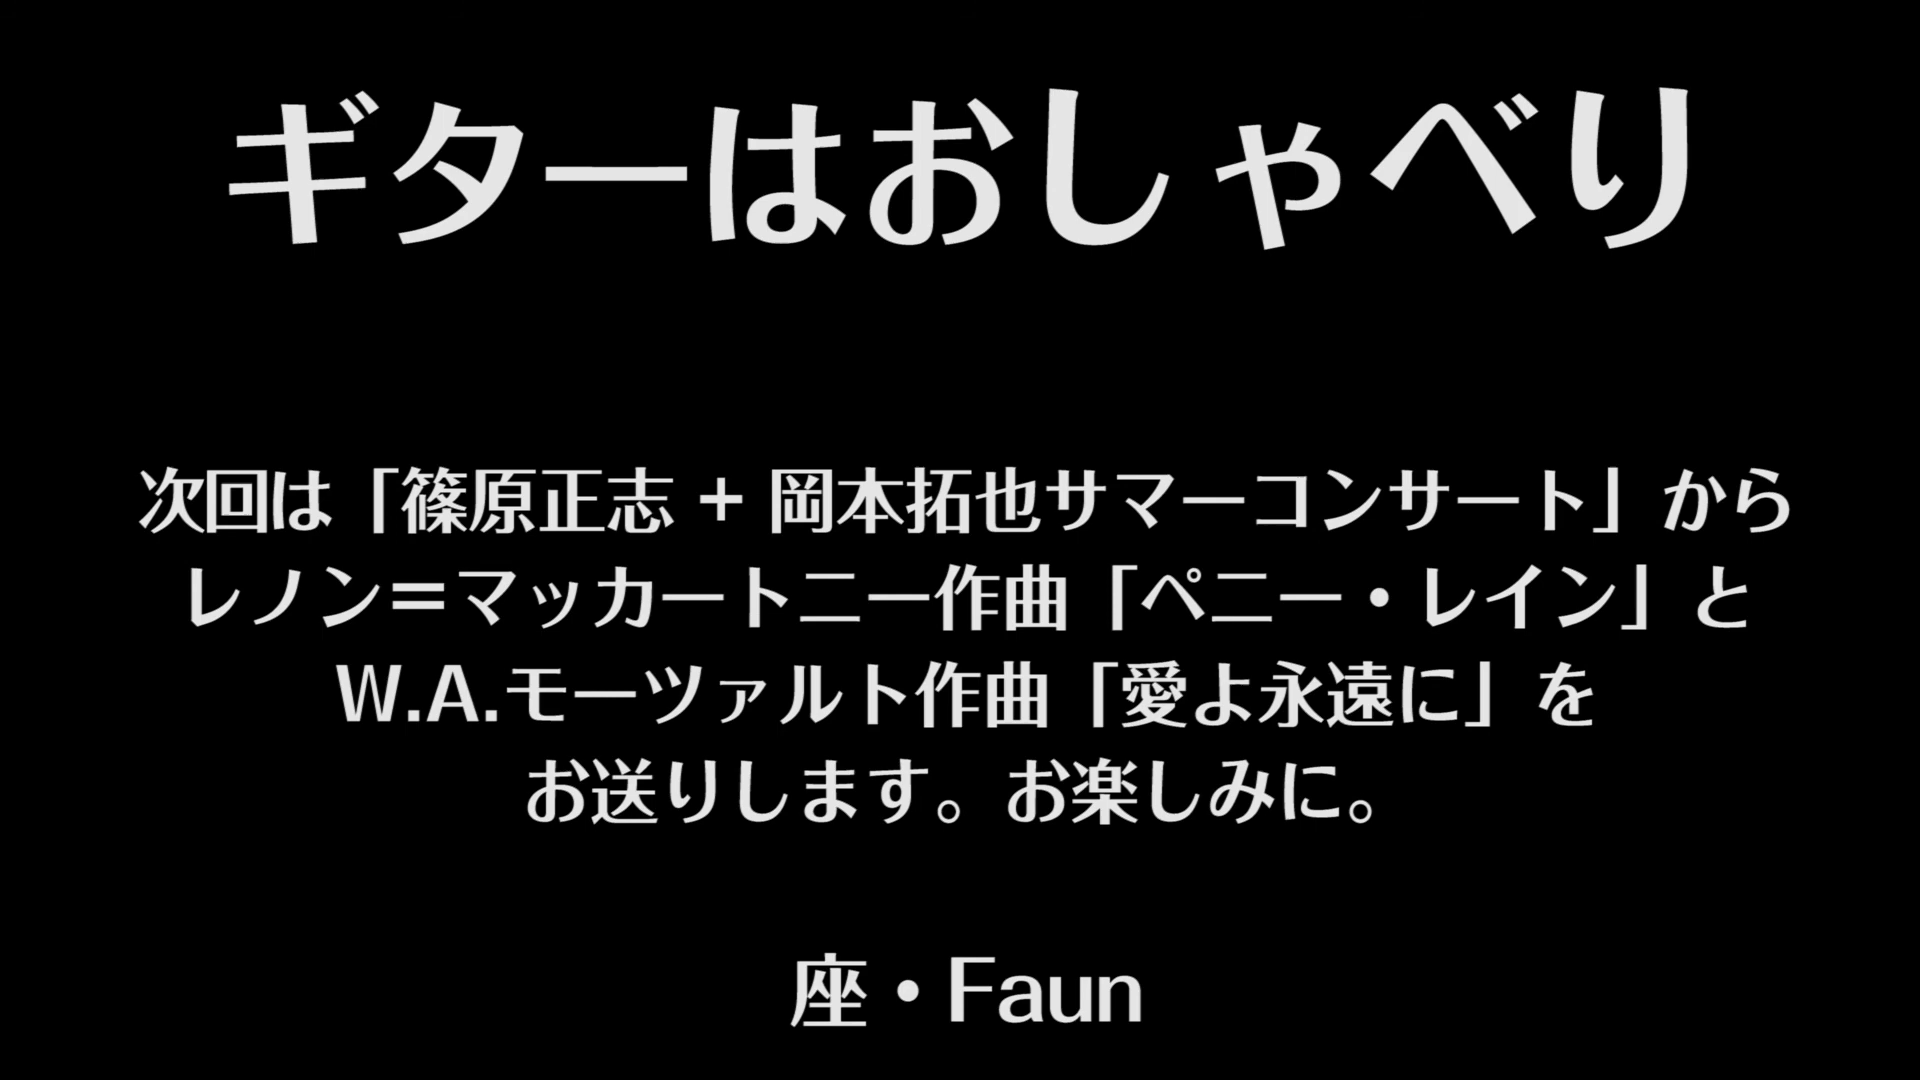 ギターはおしゃべり
次回は「篠原正志 + 岡本拓也サマーコンサート」から
レノン＝マッカートニー作曲「ペニー・レイン」と
W.A.モーツァルト作曲「愛よ永遠に」を
お送りします。お楽しみに。
座・Faun